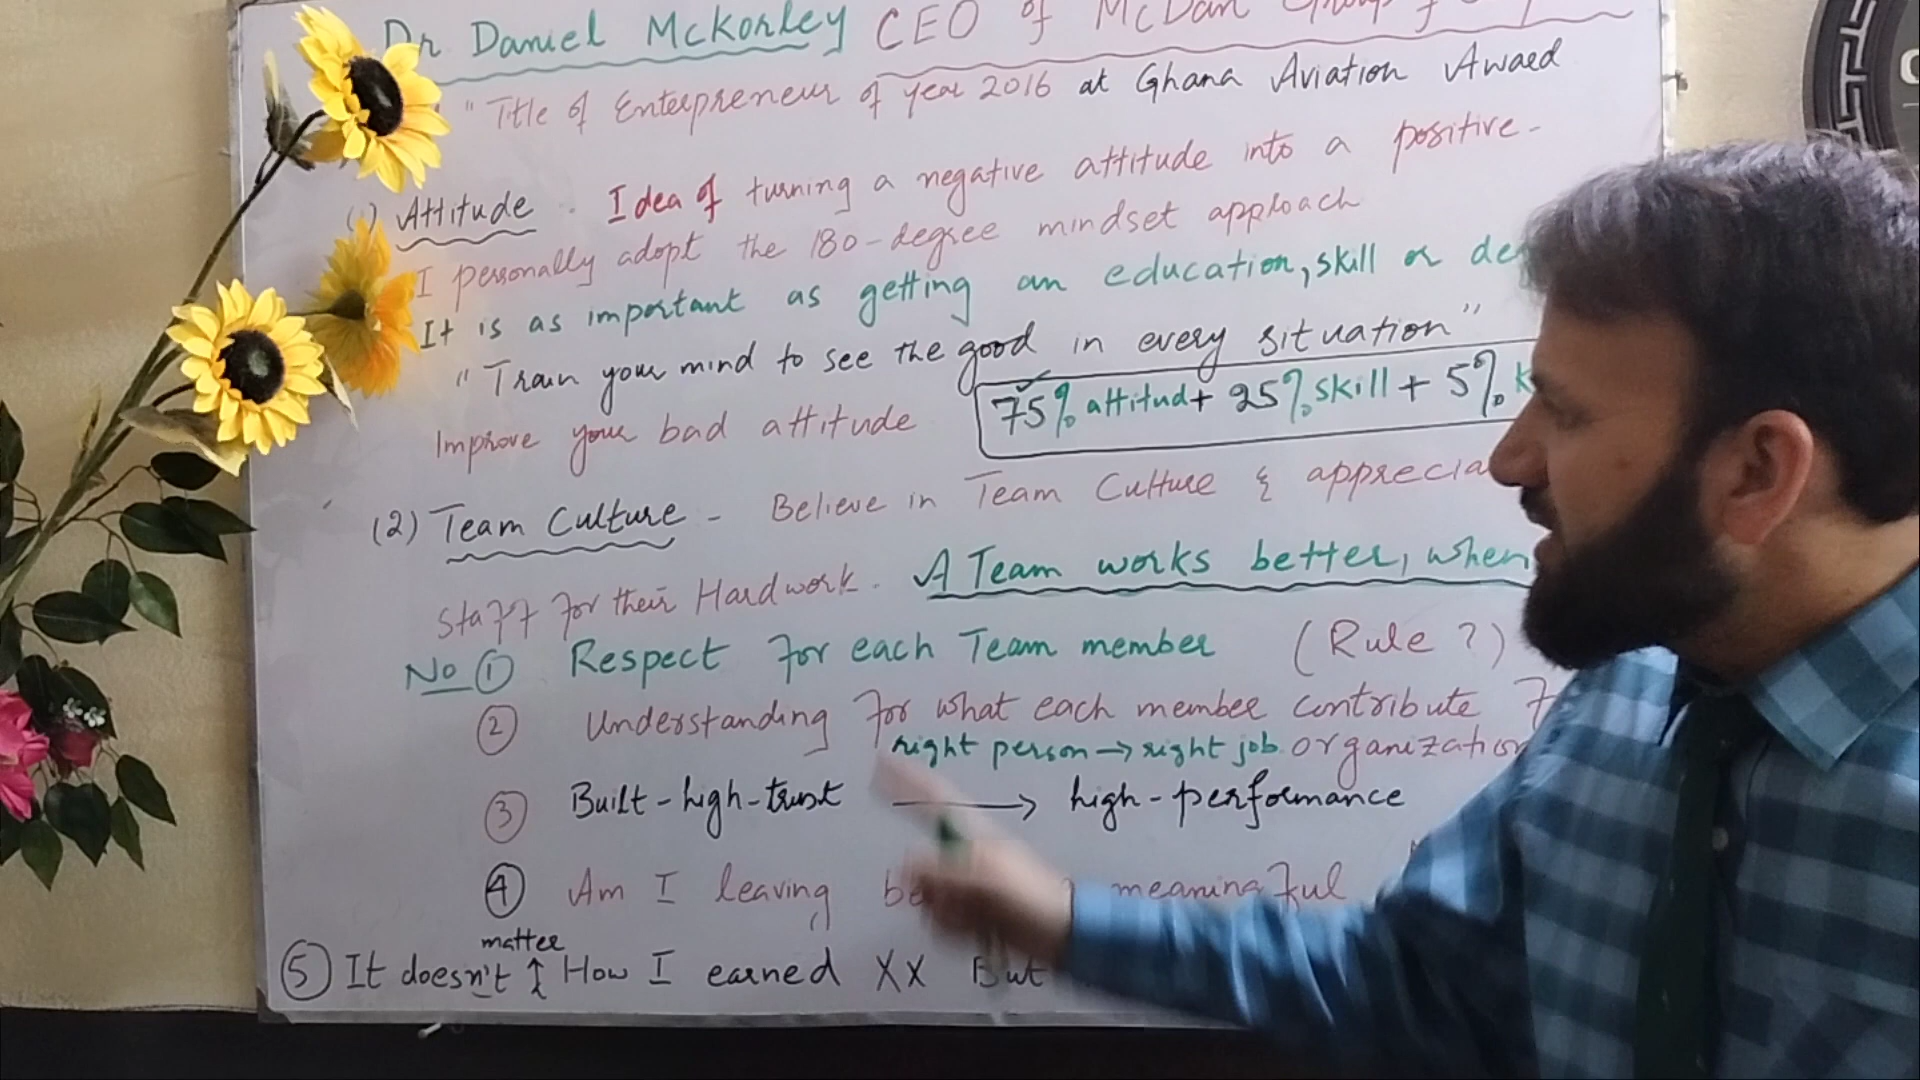 Dr Daniel McKorley CEO of McDan Group of
"Title of Enterpreneur of year 2016 at Ghana Aviation Award
(1) Attitude. Idea of turning a negative attitude into a positive-
I personally adopt the 180-degree mindset approach
It is as important as getting an education, skill or de
"Train your mind to see the good in every situation"
Improve your bad attitude 75% attitud+ 25% skill + 5% K
(2) Team Culture - Believe in Team Culture & apprecia
Staff for their Hardwork. A Team works better, when
No ① Respect for each Team member (Rule ?)
② Understanding for what each member contribute
right person → right job organization
③ Built-high-trust → high-performance
④ Am I leaving meaningful
matter
⑤ It doesn't ↑ How I earned XX But